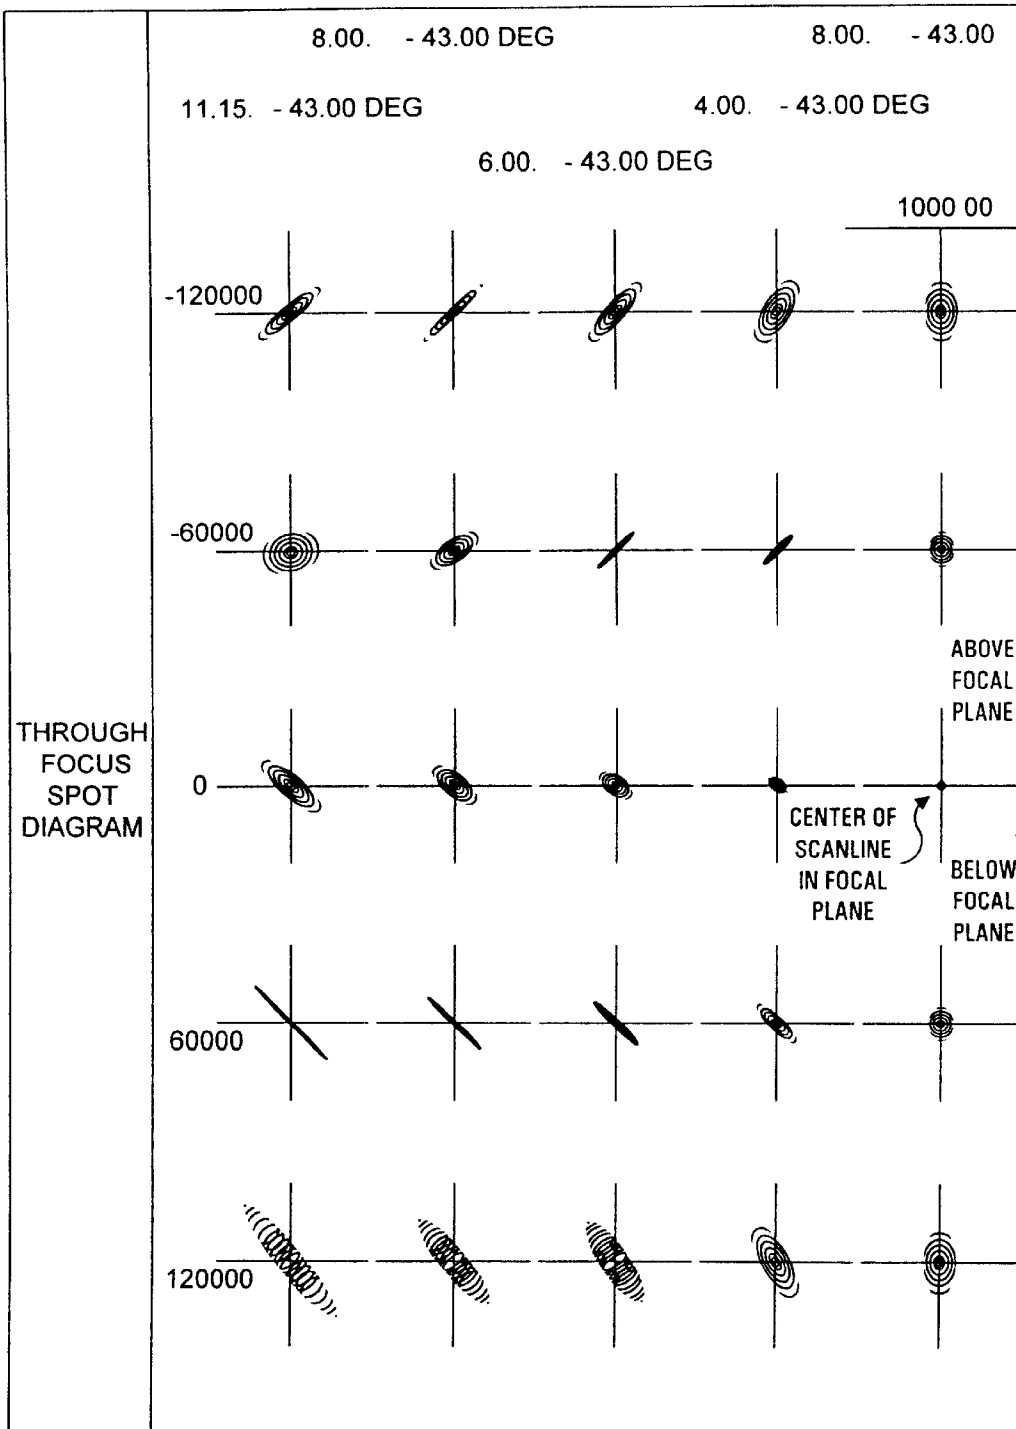 8.00. - 43.00 DEG
8.00. - 43.00
11.15. - 43.00 DEG
4.00. - 43.00 DEG
6.00. - 43.00 DEG
1000 00
-120000
-60000
ABOVE
FOCAL
PLANE
THROUGH
FOCUS
SPOT
DIAGRAM
0
CENTER OF
SCANLINE
IN FOCAL
PLANE
BELOW
FOCAL
PLANE
60000
120000